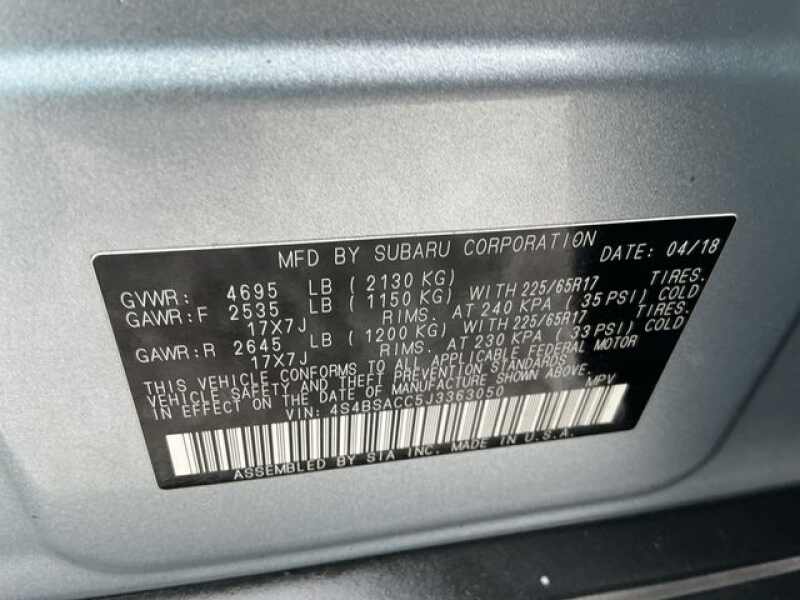 MFD BY SUBARU CORPORATION DATE: 04/18
GVWR: 4695 LB ( 2130 KG)
GAWR:F 2535 LB ( 1150 KG) WITH 225/65R17 TIRES.
17X7J RIMS. AT 240 KPA ( 35 PSI) COLD
GAWR:R 2645 LB ( 1200 KG) WITH 225/65R17 TIRES.
17X7J RIMS. AT 230 KPA ( 33 PSI) COLD
THIS VEHICLE CONFORMS TO ALL APPLICABLE FEDERAL MOTOR
VEHICLE SAFETY AND THEFT PREVENTION STANDARDS IN
EFFECT ON THE DATE OF MANUFACTURE SHOWN ABOVE.
VIN: 4S4BSACC5J3363050 MPV
ASSEMBLED BY SIA INC. MADE IN U.S.A.